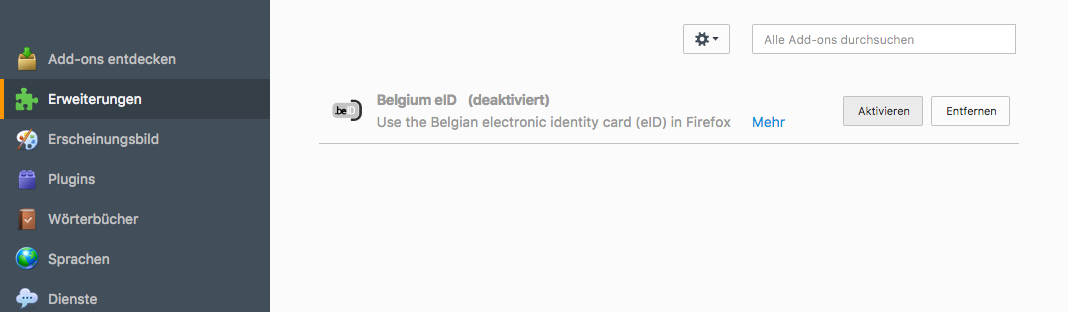 Alle Add-ons durchsuchen
Add-ons entdecken
Erweiterungen
Erscheinungsbild
Plugins
Wörterbücher
Sprachen
Dienste
.beID
Belgium eID (deaktiviert)
Use the Belgian electronic identity card (eID) in Firefox Mehr
Aktivieren Entfernen